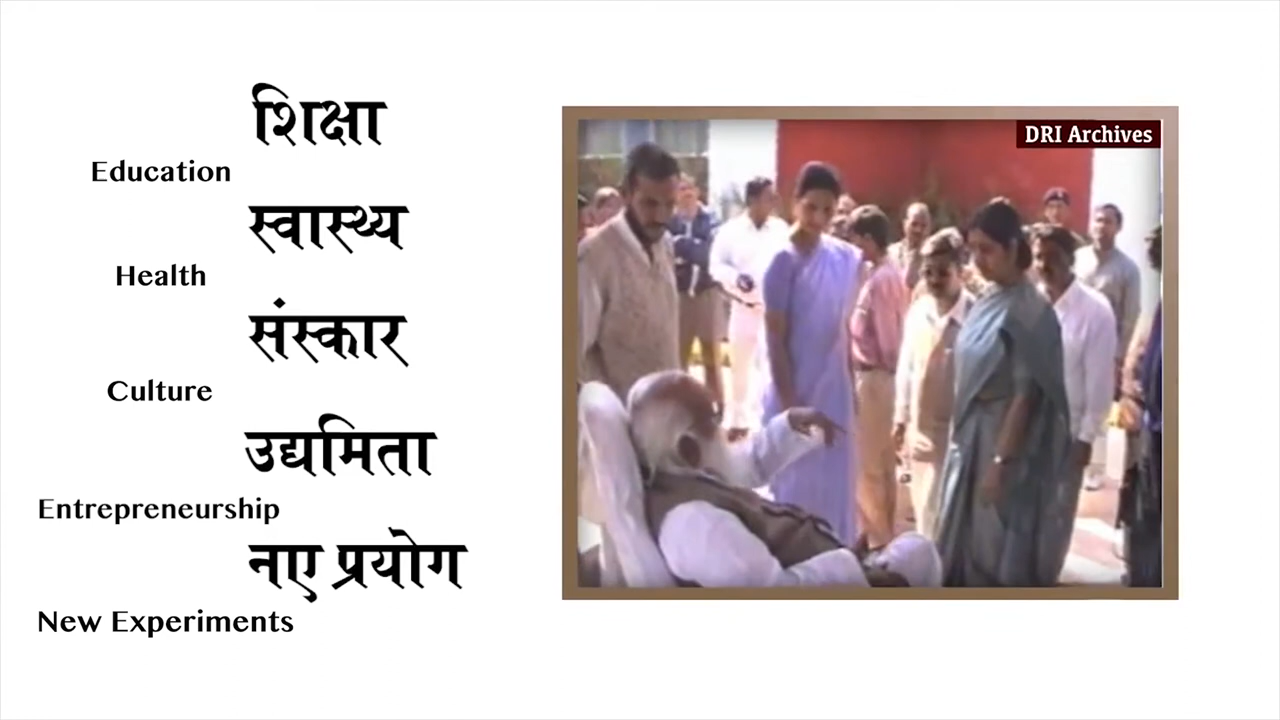 शिक्षा
Education
स्वास्थ्य
Health
संस्कार
Culture
उद्यमिता
Entrepreneurship
नए प्रयोग
New Experiments
DRI Archives